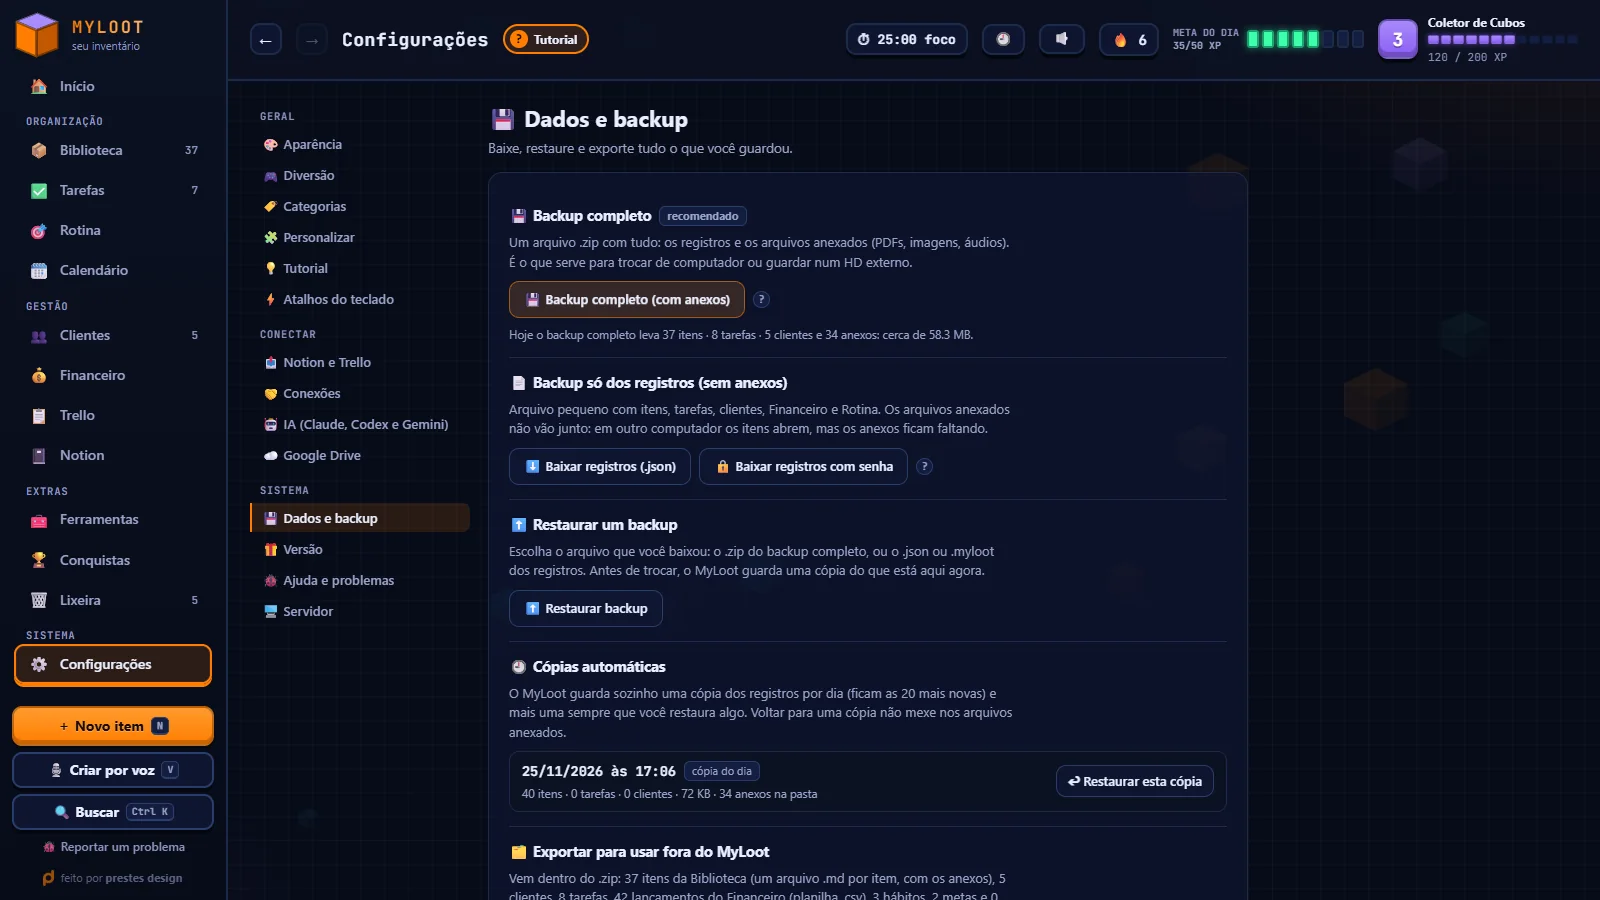 MYLOOT
seu inventário
Início
ORGANIZAÇÃO
Biblioteca 37
Tarefas 7
Rotina
Calendário
GESTÃO
Clientes 5
Financeiro
Trello
Notion
EXTRAS
Ferramentas
Conquistas
Lixeira 5
SISTEMA
Configurações
+ Novo item N
Criar por voz V
Buscar Ctrl K
Reportar um problema
feito por prestes design
← → Configurações ? Tutorial
25:00 foco
6
META DO DIA
35/50 XP
3
Coletor de Cubos
120 / 200 XP
GERAL
Aparência
Diversão
Categorias
Personalizar
Tutorial
Atalhos do teclado
CONECTAR
Notion e Trello
Conexões
IA (Claude, Codex e Gemini)
Google Drive
SISTEMA
Dados e backup
Versão
Ajuda e problemas
Servidor
Dados e backup
Baixe, restaure e exporte tudo o que você guardou.
Backup completo recomendado
Um arquivo .zip com tudo: os registros e os arquivos anexados (PDFs, imagens, áudios).
É o que serve para trocar de computador ou guardar num HD externo.
Backup completo (com anexos) ?
Hoje o backup completo leva 37 itens · 8 tarefas · 5 clientes e 34 anexos: cerca de 58.3 MB.
Backup só dos registros (sem anexos)
Arquivo pequeno com itens, tarefas, clientes, Financeiro e Rotina. Os arquivos anexados
não vão junto: em outro computador os itens abrem, mas os anexos ficam faltando.
Baixar registros (.json) Baixar registros com senha ?
Restaurar um backup
Escolha o arquivo que você baixou: o .zip do backup completo, ou o .json ou .myloot
dos registros. Antes de trocar, o MyLoot guarda uma cópia do que está aqui agora.
Restaurar backup
Cópias automáticas
O MyLoot guarda sozinho uma cópia dos registros por dia (ficam as 20 mais novas) e
mais uma sempre que você restaura algo. Voltar para uma cópia não mexe nos arquivos
anexados.
25/11/2026 às 17:06 cópia do dia
40 itens · 0 tarefas · 0 clientes · 72 KB · 34 anexos na pasta
↩ Restaurar esta cópia
Exportar para usar fora do MyLoot
Vem dentro do .zip: 37 itens da Biblioteca (um arquivo .md por item, com os anexos), 5
clientes, 8 tarefas, 42 lançamentos do Financeiro (planilha .csv), 3 hábitos, 2 metas e 0